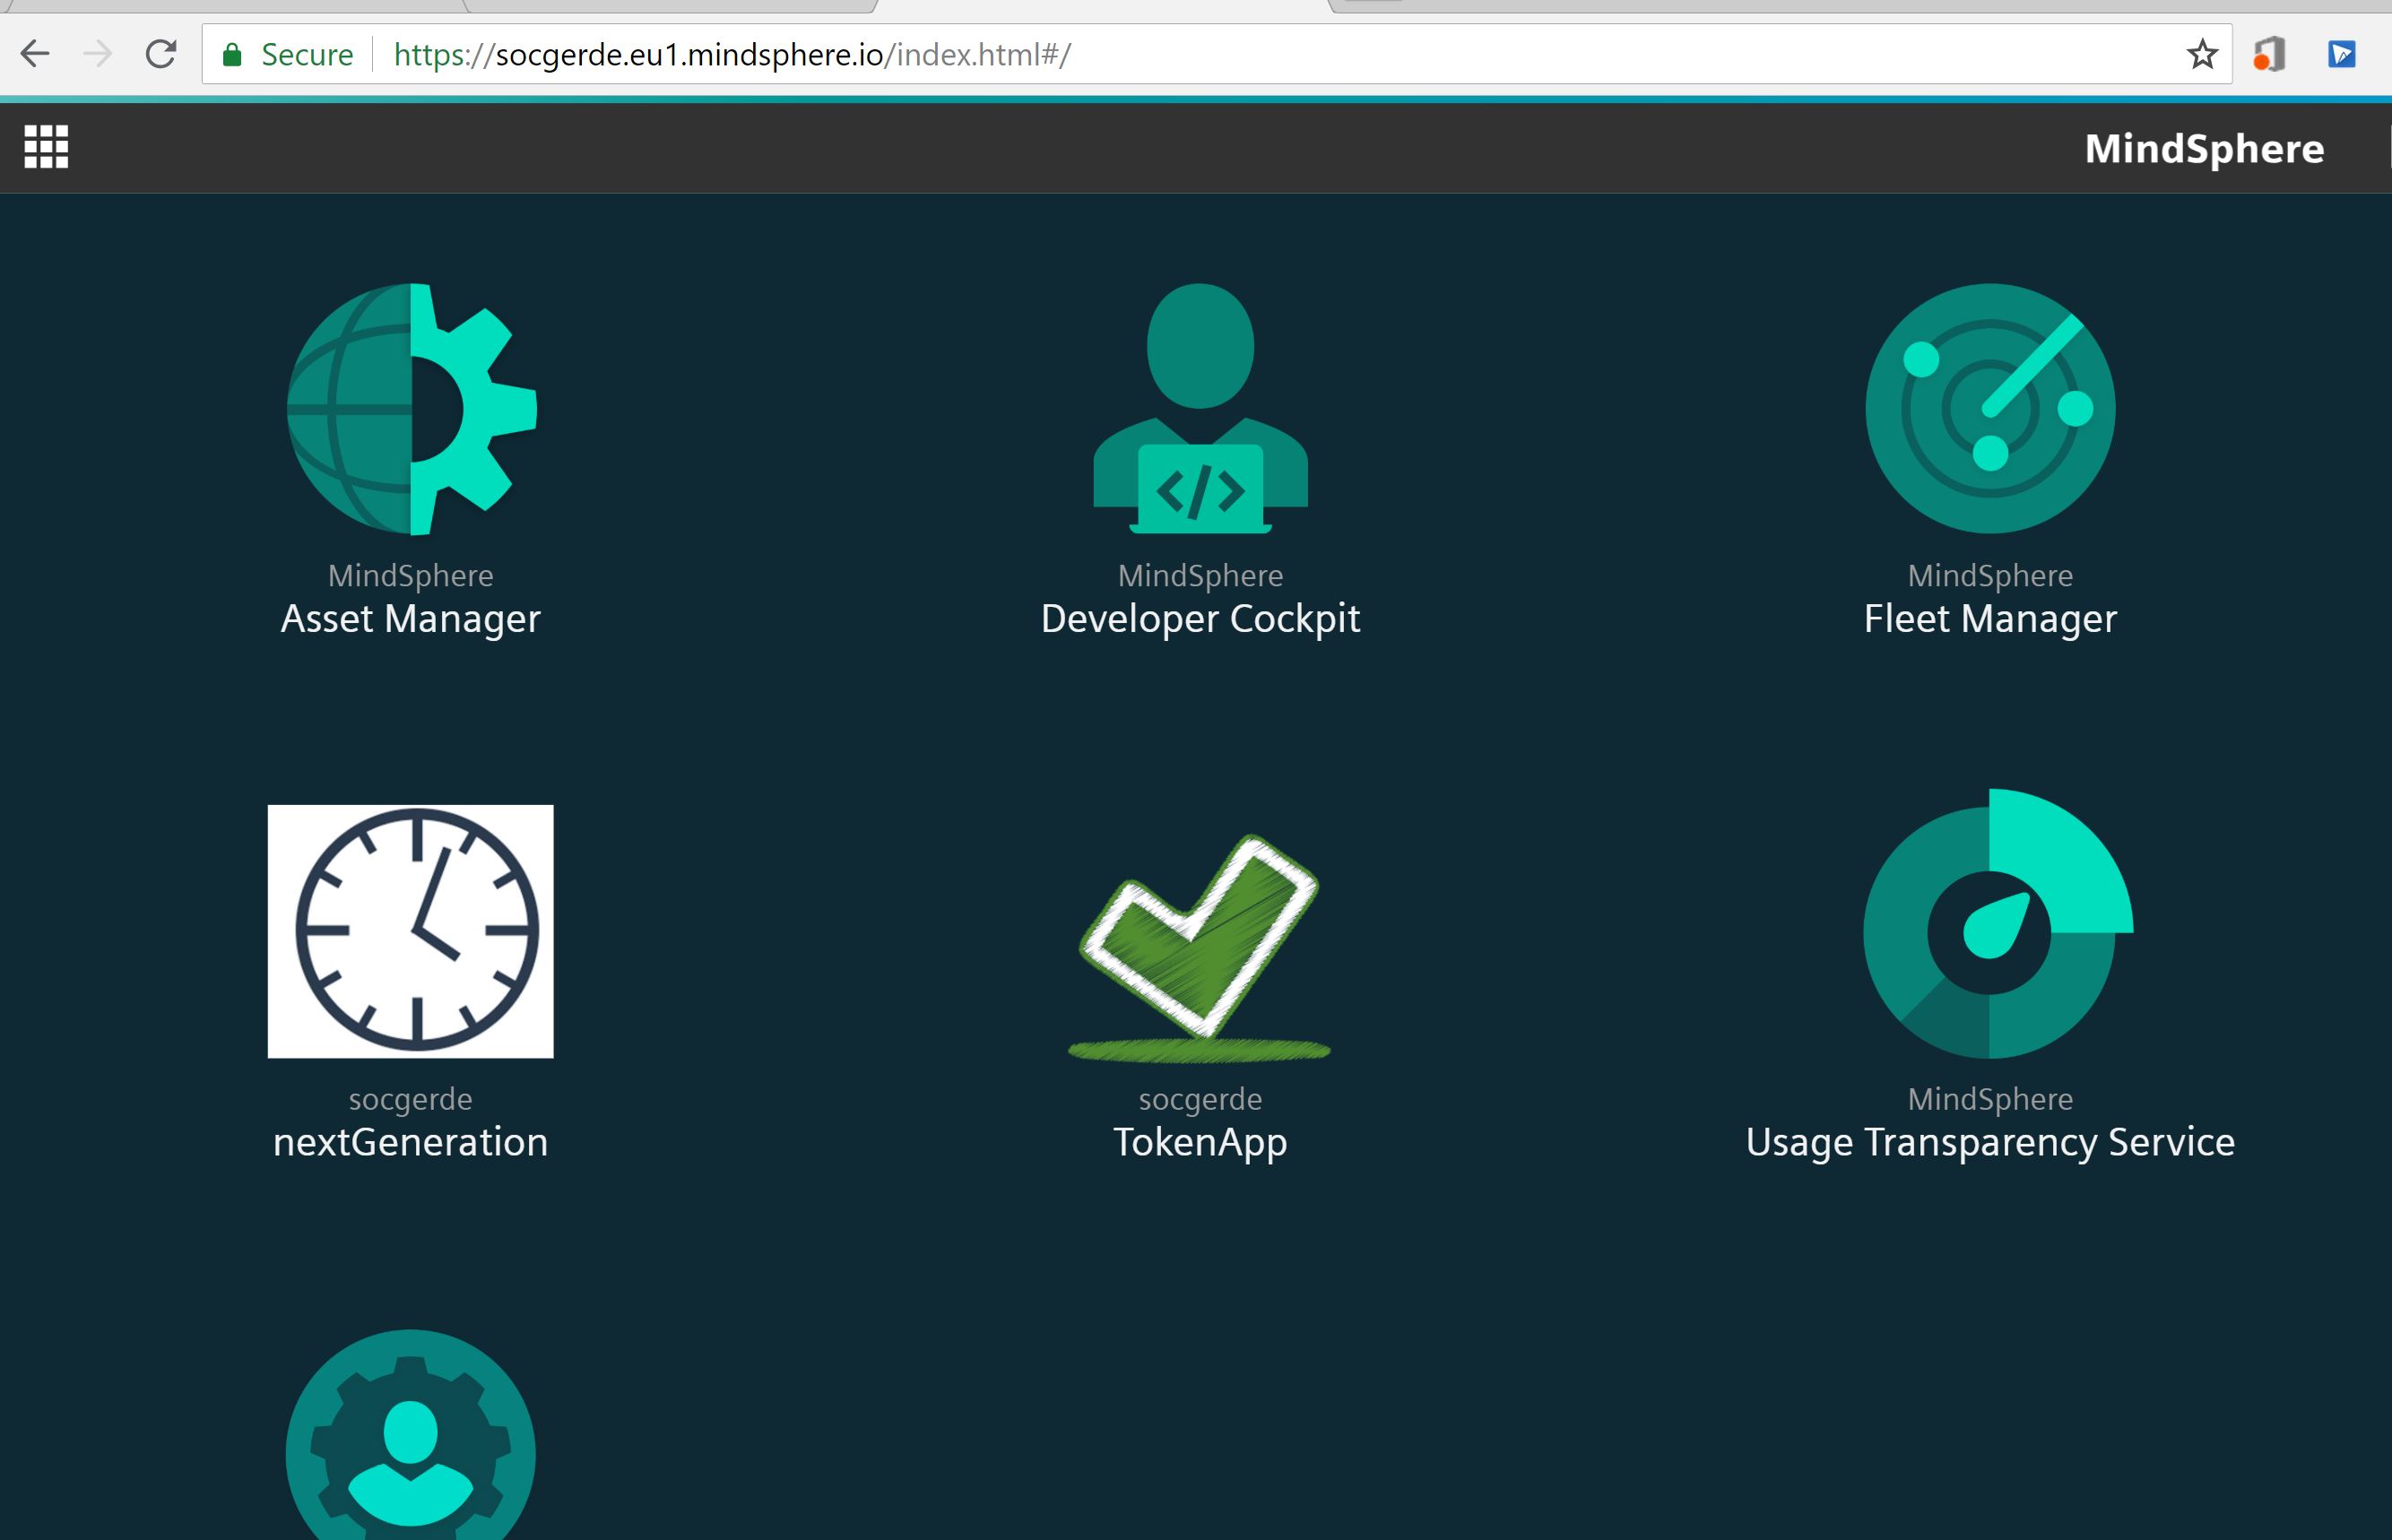 Secure https://socgerde.eu1.mindsphere.io/index.html#/
MindSphere
MindSphere
Asset Manager
MindSphere
Developer Cockpit
MindSphere
Fleet Manager
socgerde
nextGeneration
socgerde
TokenApp
MindSphere
Usage Transparency Service